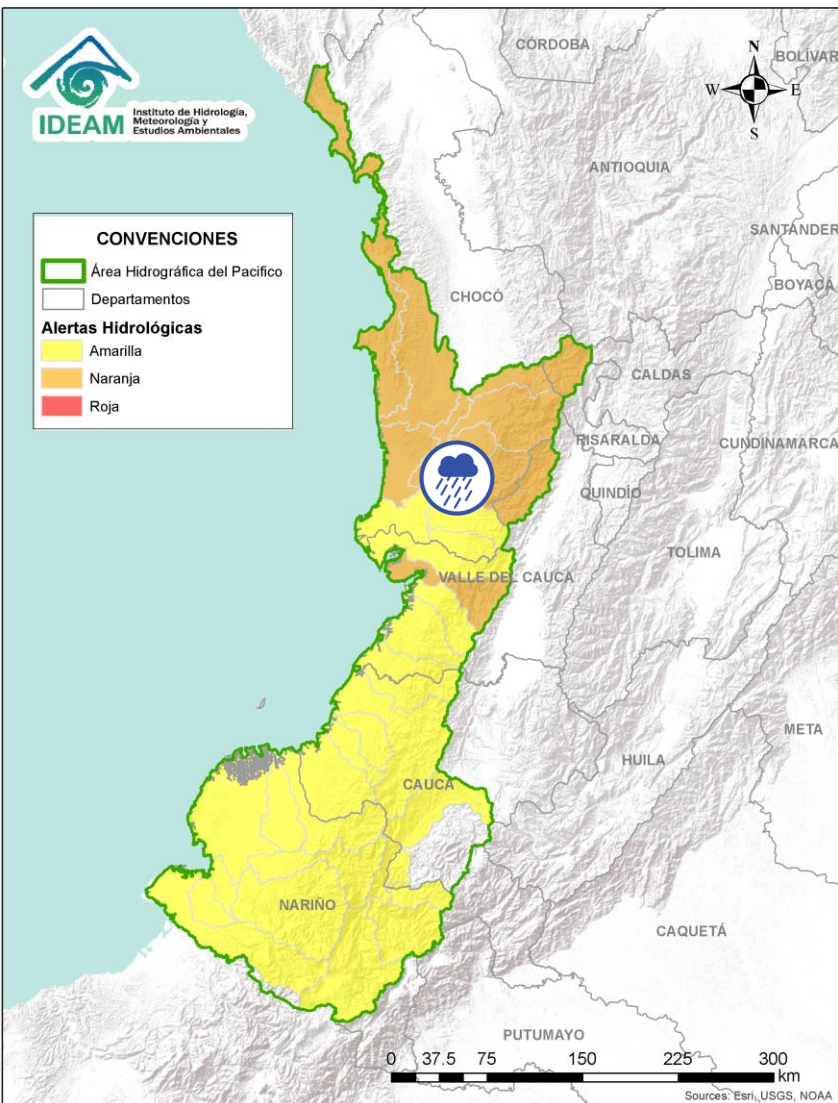 IDEAM
Instituto de Hidrología,
Meteorología y
Estudios Ambientales
CÓRDOBA
BOLÍVAR
N
W
E
S
ANTIOQUIA
SANTANDER
BOYACÁ
CONVENCIONES
Área Hidrográfica del Pacifico
Departamentos
Alertas Hidrológicas
Amarilla
Naranja
Roja
CHOCÓ
CALDAS
RISARALDA
CUNDINAMARCA
QUINDÍO
TOLIMA
VALLE DEL CAUCA
META
HUILA
CAUCA
NARIÑO
CAQUETÁ
PUTUMAYO
0 37.5 75 150 225 300
km
Sources: Esri, USGS, NOAA